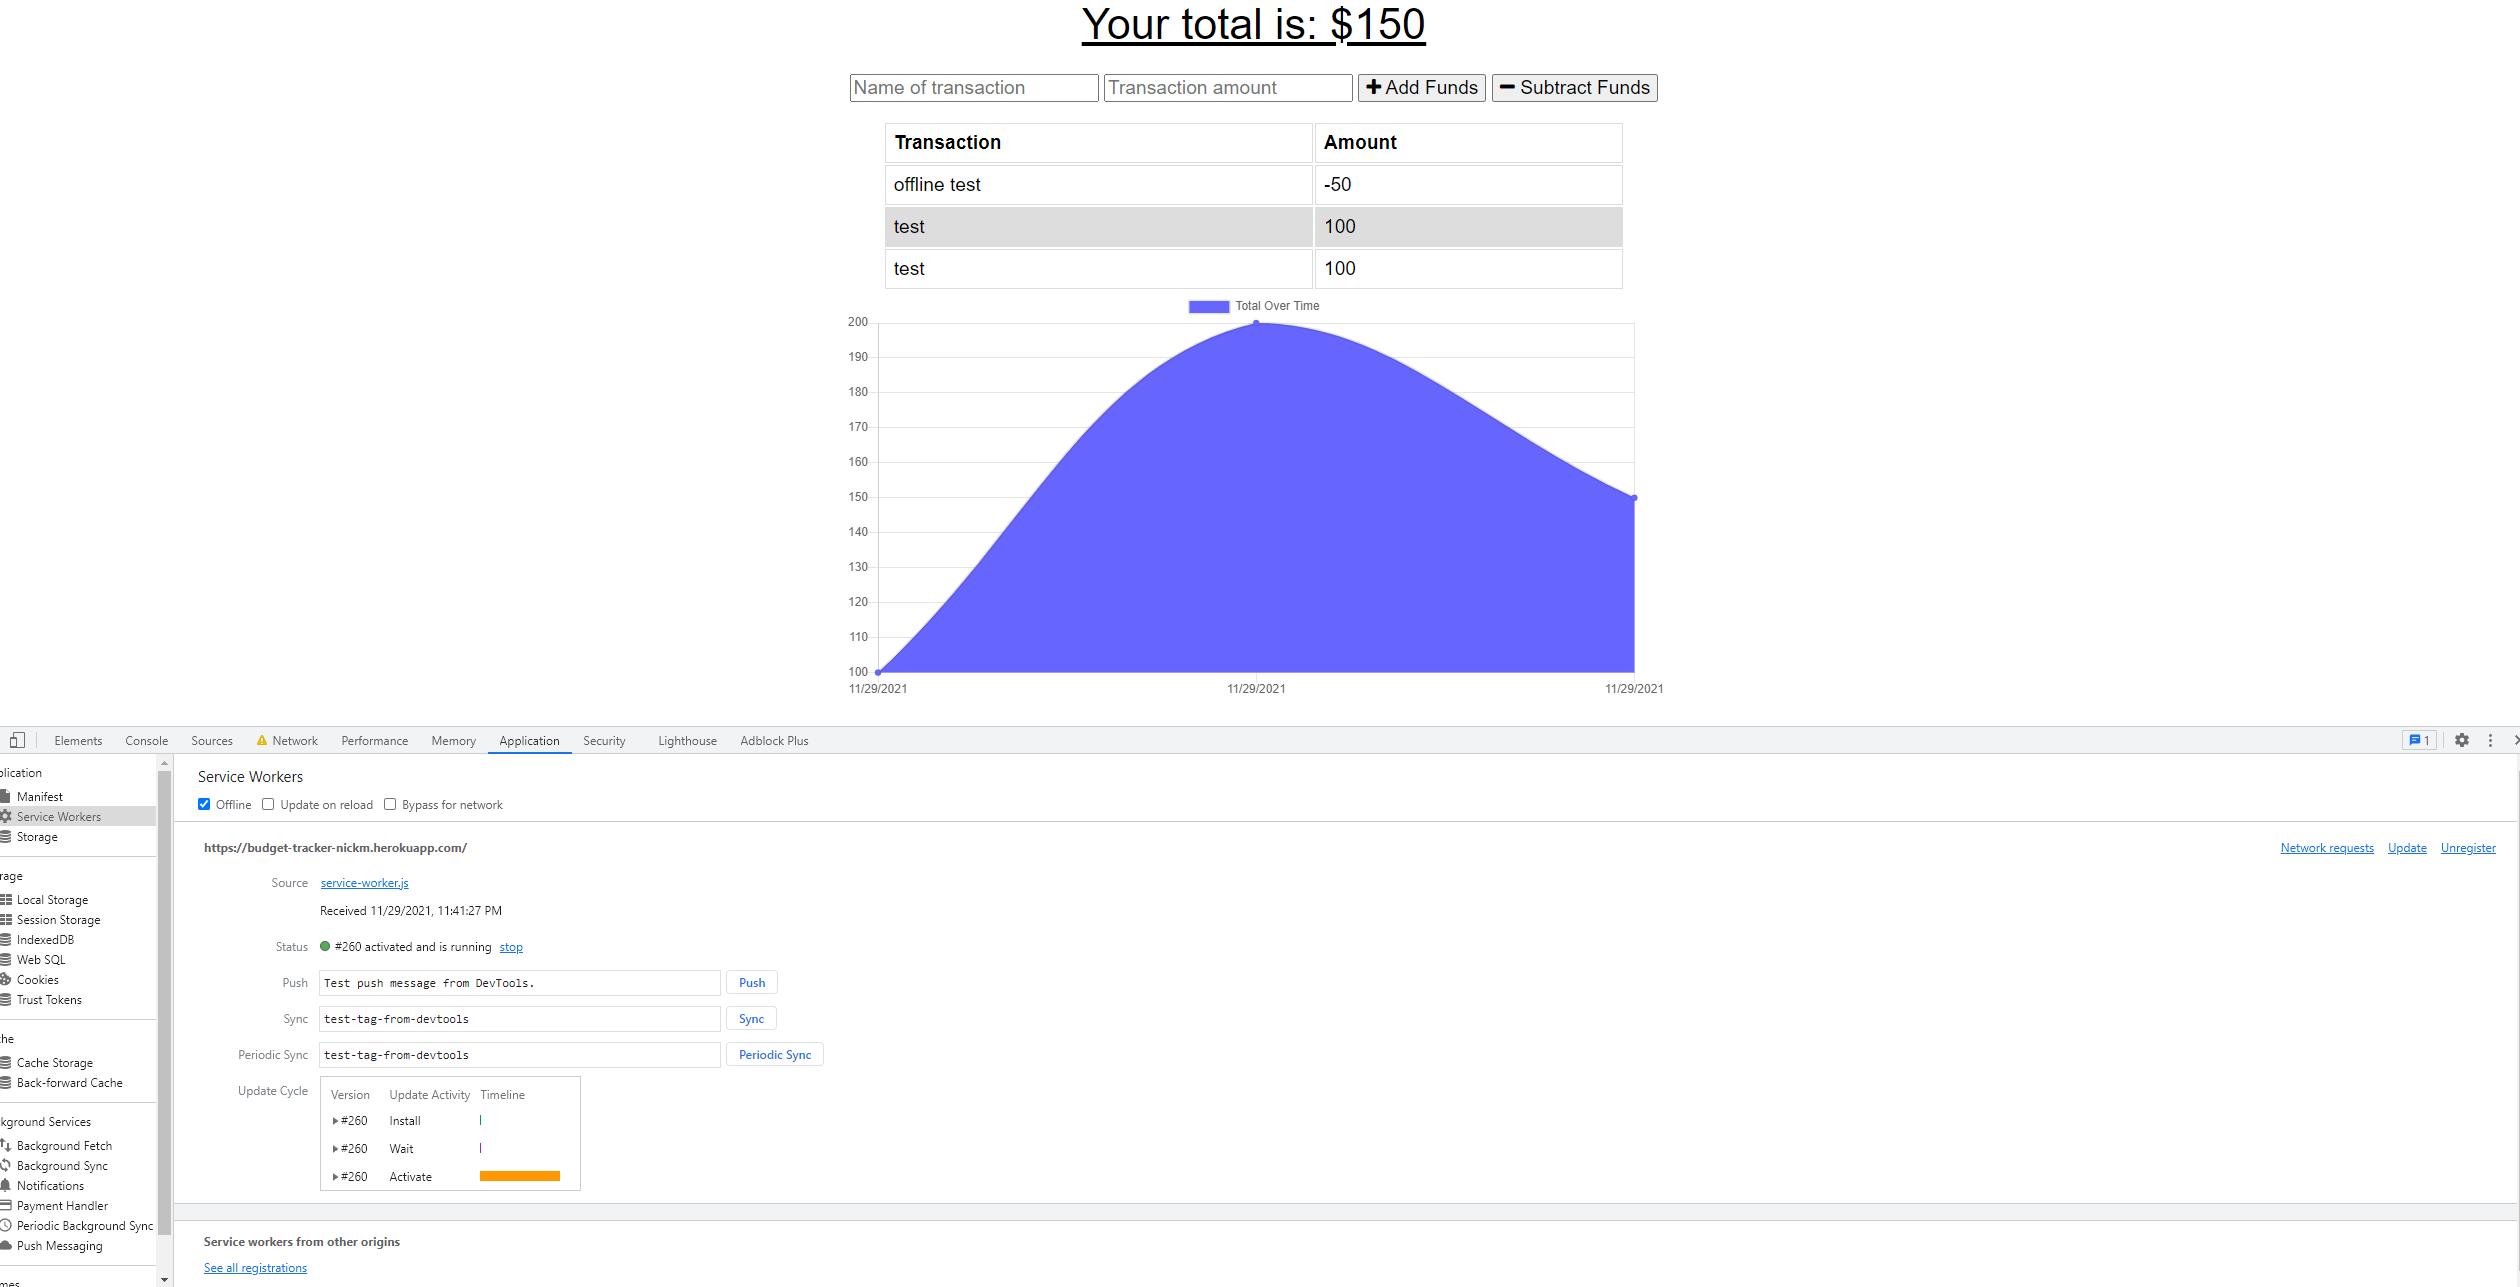 Your total is: $150
Name of transaction Transaction amount Add Funds Subtract Funds
Transaction Amount
offline test -50
test 100
test 100
Total Over Time
200
190
180
170
160
150
140
130
120
110
100
11/29/2021 11/29/2021 11/29/2021
Elements Console Sources Network Performance Memory Application Security Lighthouse Adblock Plus 1
plication
Manifest
Service Workers
Storage
rage
Local Storage
Session Storage
IndexedDB
Web SQL
Cookies
Trust Tokens
he
Cache Storage
Back-forward Cache
kground Services
Background Fetch
Background Sync
Notifications
Payment Handler
Periodic Background Sync
Push Messaging
mes
Service Workers
Offline Update on reload Bypass for network
https://budget-tracker-nickm.herokuapp.com/ Network requests Update Unregister
Source service-worker.js
Received 11/29/2021, 11:41:27 PM
Status #260 activated and is running stop
Push Test push message from DevTools. Push
Sync test-tag-from-devtools Sync
Periodic Sync test-tag-from-devtools Periodic Sync
Update Cycle Version Update Activity Timeline
#260 Install
#260 Wait
#260 Activate
Service workers from other origins
See all registrations